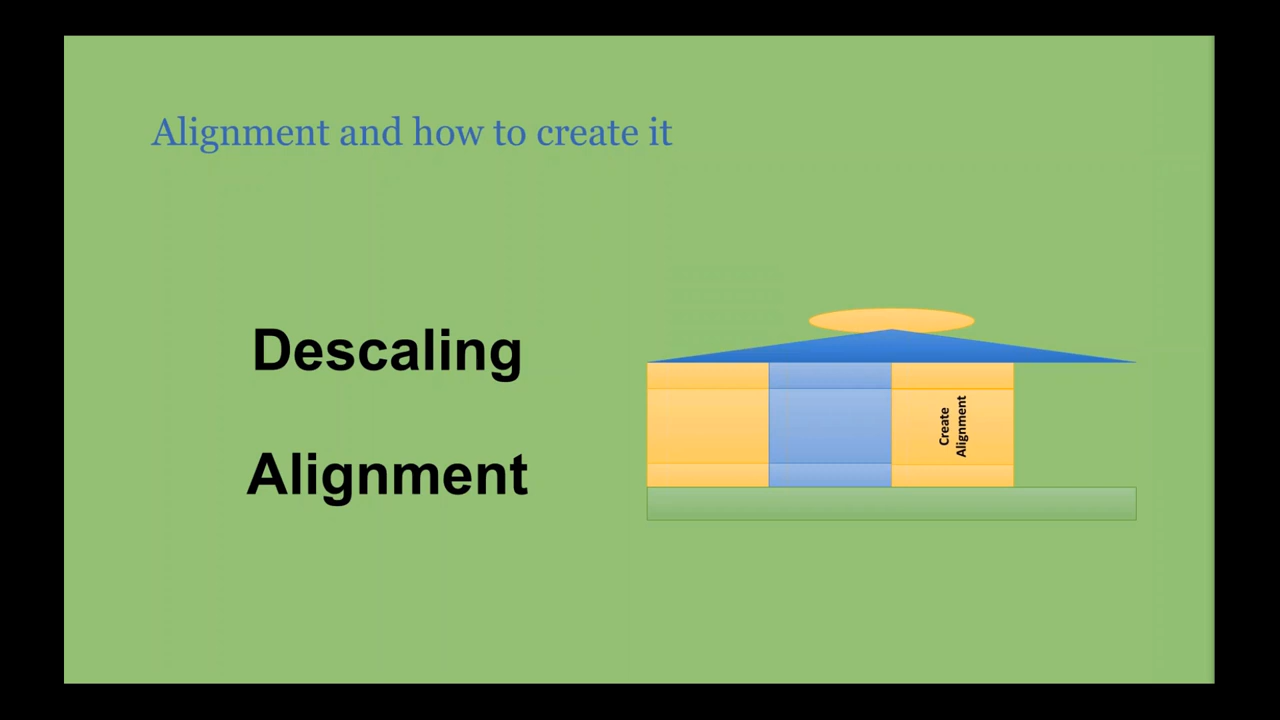 Alignment and how to create it
Descaling
Alignment
Create
Alignment